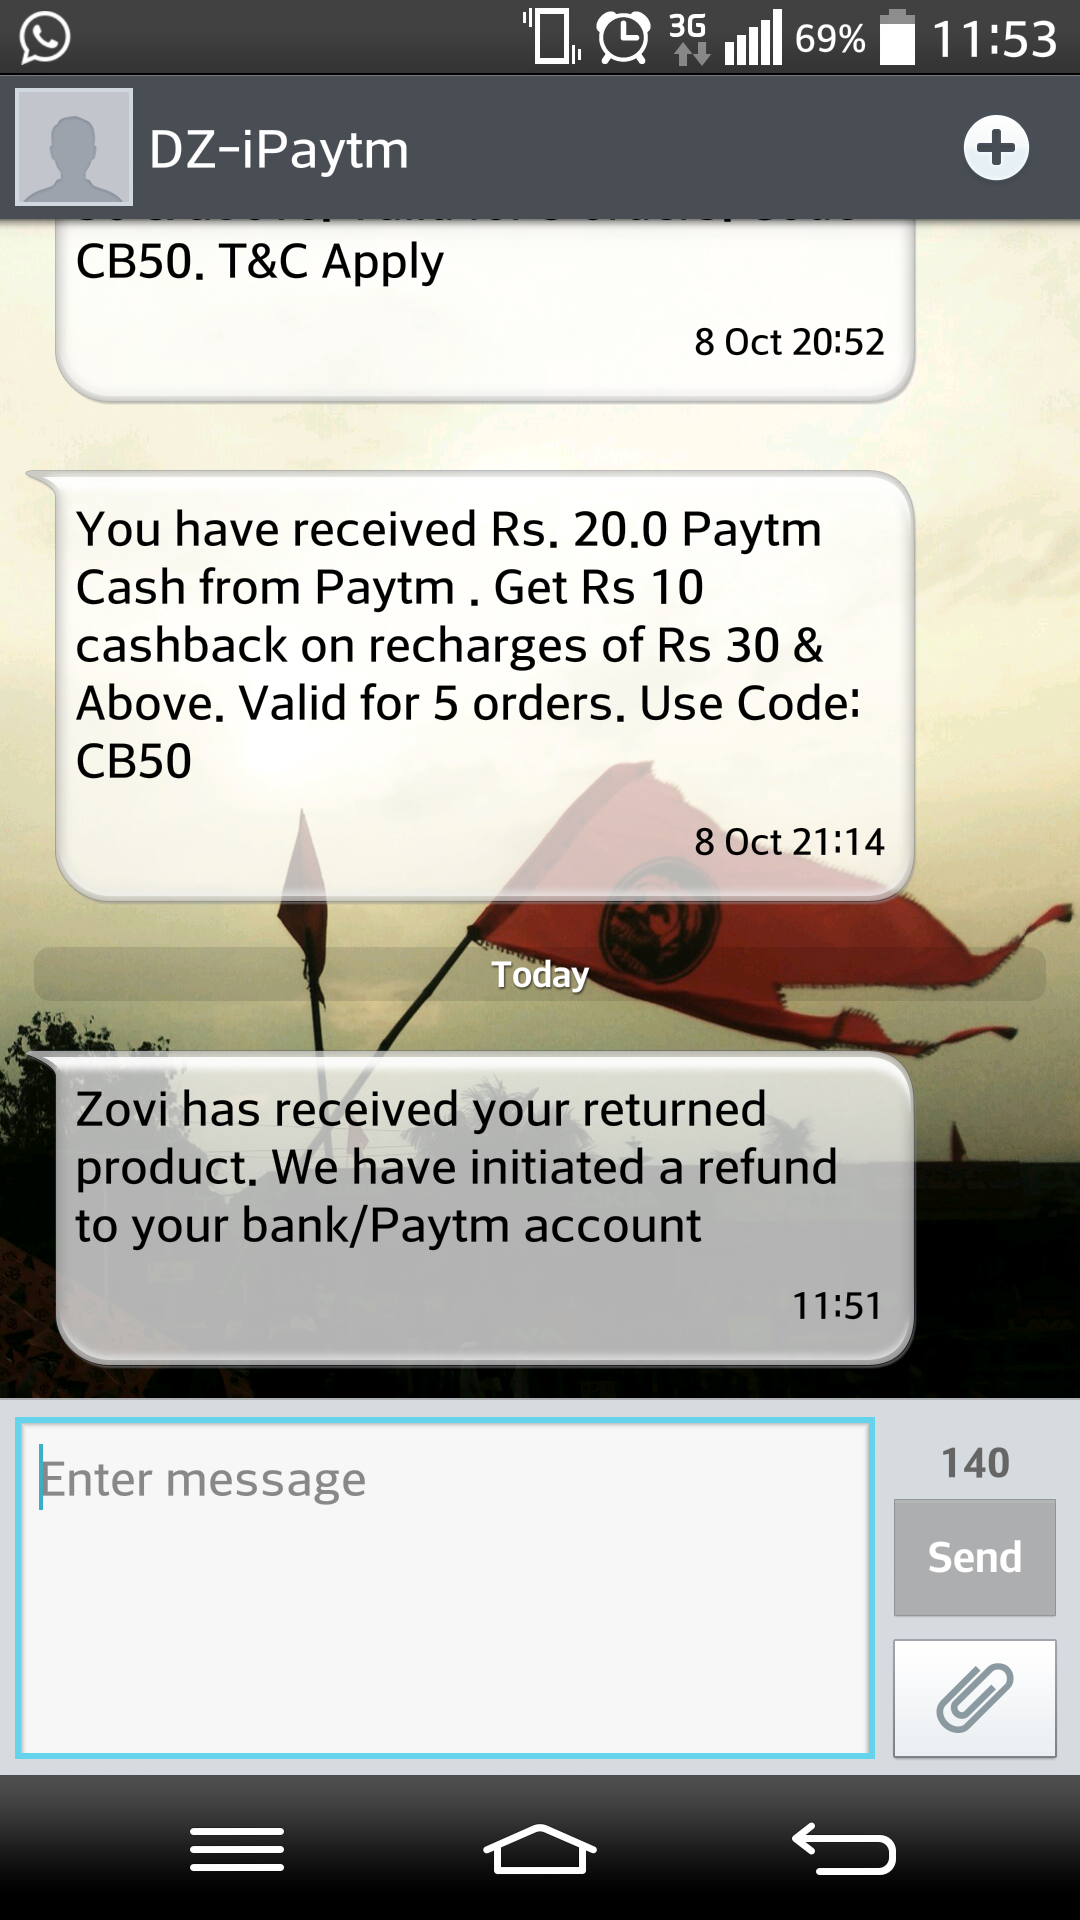 3G 69% 11:53
DZ-iPaytm
CB50. T&C Apply
8 Oct 20:52
You have received Rs. 20.0 Paytm
Cash from Paytm . Get Rs 10
cashback on recharges of Rs 30 &
Above. Valid for 5 orders. Use Code:
CB50
8 Oct 21:14
Today
Zovi has received your returned
product. We have initiated a refund
to your bank/Paytm account
11:51
Enter message
140
Send